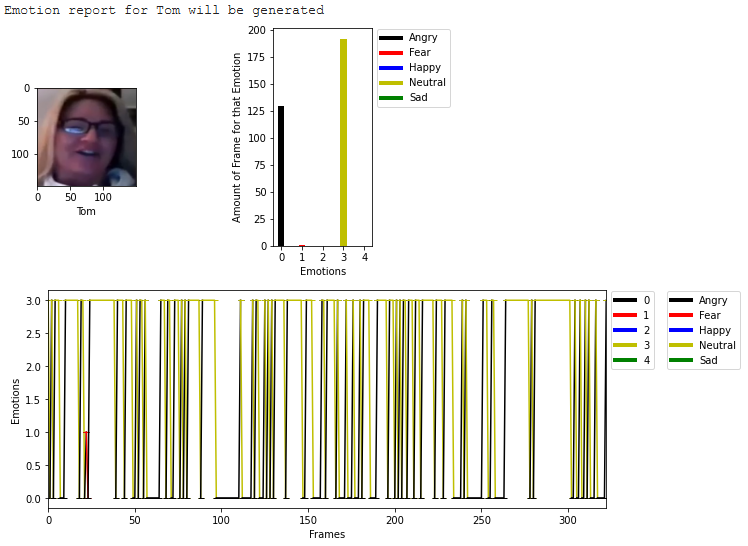 Emotion report for Tom will be generated
0
50
100
0 50 100
Tom
Amount of Frame for that Emotion
200
175
150
125
100
75
50
25
0
0 1 2 3 4
Emotions
Angry
Fear
Happy
Neutral
Sad
Emotions
3.0
2.5
2.0
1.5
1.0
0.5
0.0
0 50 100 150 200 250 300
Frames
0
1
2
3
4
Angry
Fear
Happy
Neutral
Sad